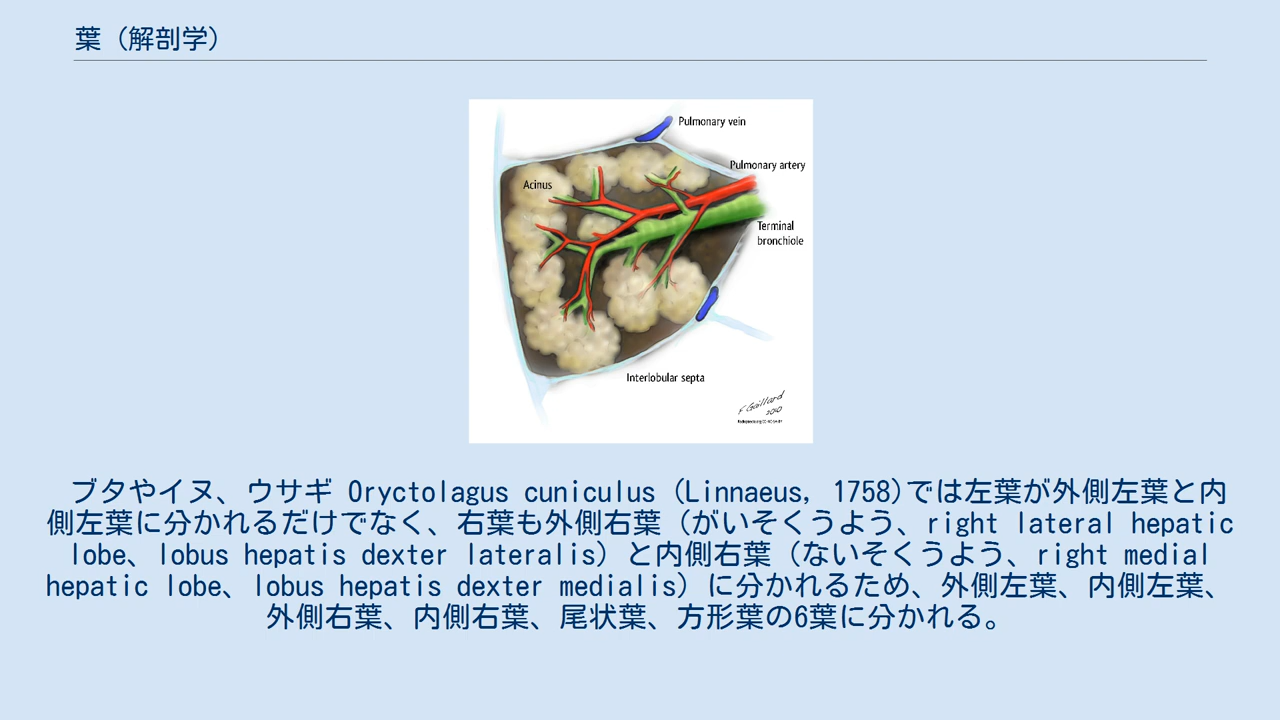 葉（解剖学）
Pulmonary vein
Pulmonary artery
Acinus
Terminal
bronchiole
Interlobular septa
F Gaillard
2010
ブタやイヌ、ウサギ Oryctolagus cuniculus (Linnaeus, 1758)では左葉が外側左葉と内
側左葉に分かれるだけでなく、右葉も外側右葉（がいそくうよう、right lateral hepatic
lobe、lobus hepatis dexter lateralis）と内側右葉（ないそくうよう、right medial
hepatic lobe、lobus hepatis dexter medialis）に分かれるため、外側左葉、内側左葉、
外側右葉、内側右葉、尾状葉、方形葉の6葉に分かれる。